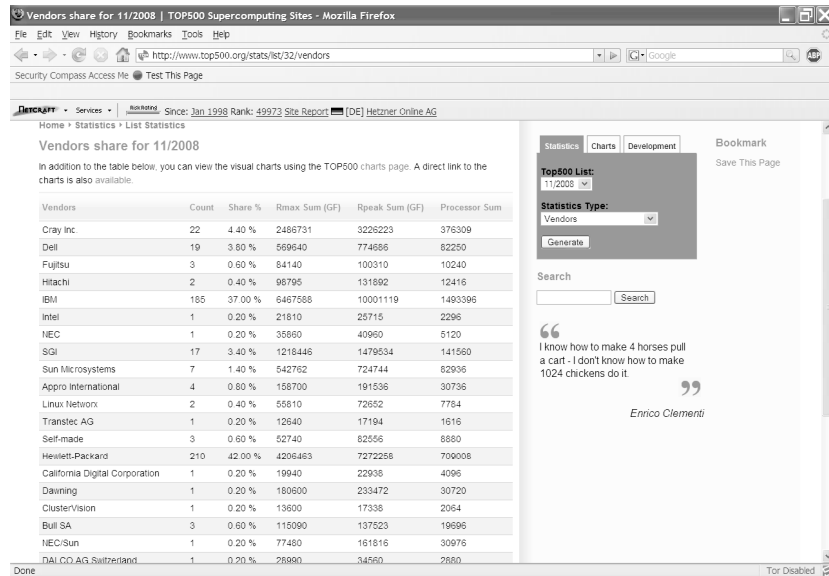 Vendors share for 11/2008 | TOP500 Supercomputing Sites - Mozilla Firefox
File Edit View History Bookmarks Tools Help
http://www.top500.org/stats/list/32/vendors
Google
ABP
Security Compass Access Me Test This Page
NETCRAFT Services Risk Rating Since: Jan 1998 Rank: 49973 Site Report [DE] Hetzner Online AG
Home Statistics List Statistics
Vendors share for 11/2008
In addition to the table below, you can view the visual charts using the TOP500 charts page. A direct link to the
charts is also available.
Vendors Count Share % Rmax Sum (GF) Rpeak Sum (GF) Processor Sum
Cray Inc. 22 4.40 % 2486731 3226223 376309
Dell 19 3.80 % 569640 774686 82250
Fujitsu 3 0.60 % 84140 100310 10240
Hitachi 2 0.40 % 98795 131892 12416
IBM 185 37.00 % 6467588 10001119 1493396
Intel 1 0.20 % 21810 25715 2296
NEC 1 0.20 % 35860 40960 5120
SGI 17 3.40 % 1218446 1479534 141560
Sun Microsystems 7 1.40 % 542762 724744 82936
Appro International 4 0.80 % 158700 191536 30736
Linux Networx 2 0.40 % 55810 72652 7784
Transtec AG 1 0.20 % 12640 17194 1616
Self-made 3 0.60 % 52740 82556 8880
Hewlett-Packard 210 42.00 % 4206463 7272258 709008
California Digital Corporation 1 0.20 % 19940 22938 4096
Dawning 1 0.20 % 180600 233472 30720
ClusterVision 1 0.20 % 13600 17338 2064
Bull SA 3 0.60 % 115090 137523 19696
NEC/Sun 1 0.20 % 77480 161816 30976
DALCO AG Switzerland 1 0.20 % 28990 34560 2880
Statistics Charts Development
Top500 List:
11/2008
Statistics Type:
Vendors
Generate
Search
Search
“
I know how to make 4 horses pull
a cart - I don't know how to make
1024 chickens do it.
”
Enrico Clementi
Bookmark
Save This Page
Done
Tor Disabled